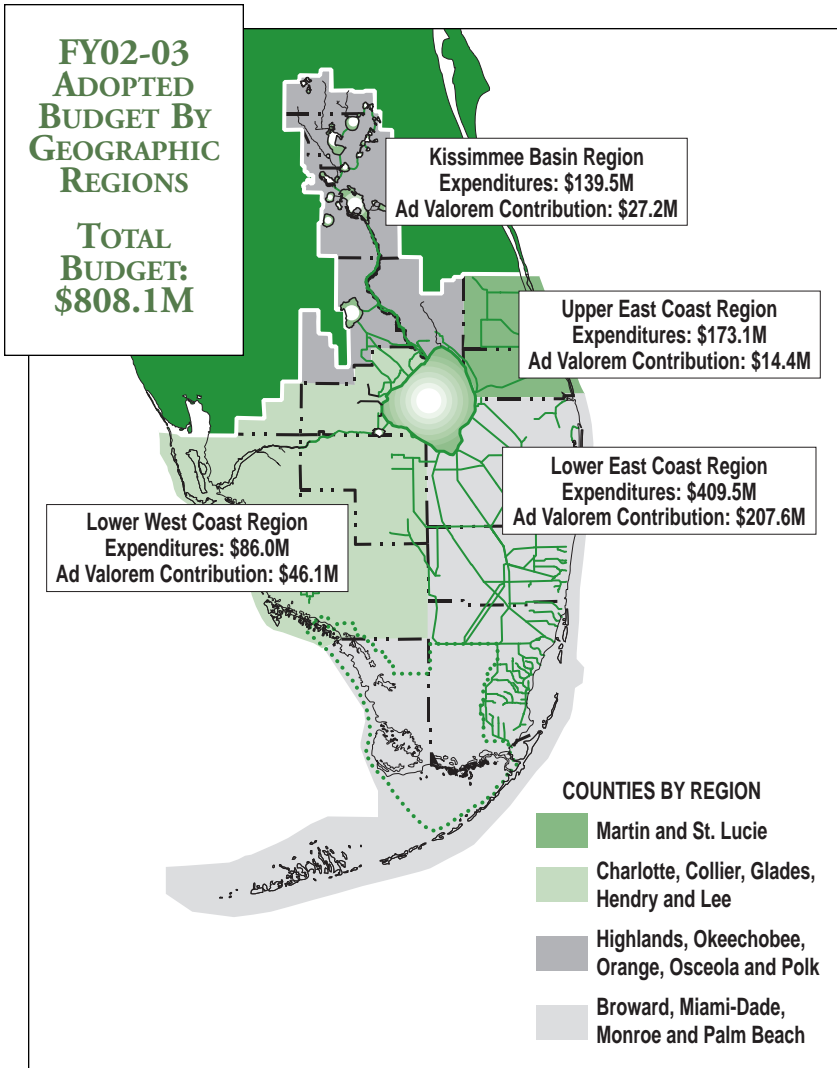 FY02-03
ADOPTED
BUDGET BY
GEOGRAPHIC
REGIONS
TOTAL
BUDGET:
$808.1M
Kissimmee Basin Region
Expenditures: $139.5M
Ad Valorem Contribution: $27.2M
Upper East Coast Region
Expenditures: $173.1M
Ad Valorem Contribution: $14.4M
Lower East Coast Region
Expenditures: $409.5M
Ad Valorem Contribution: $207.6M
Lower West Coast Region
Expenditures: $86.0M
Ad Valorem Contribution: $46.1M
COUNTIES BY REGION
Martin and St. Lucie
Charlotte, Collier, Glades,
Hendry and Lee
Highlands, Okeechobee,
Orange, Osceola and Polk
Broward, Miami-Dade,
Monroe and Palm Beach